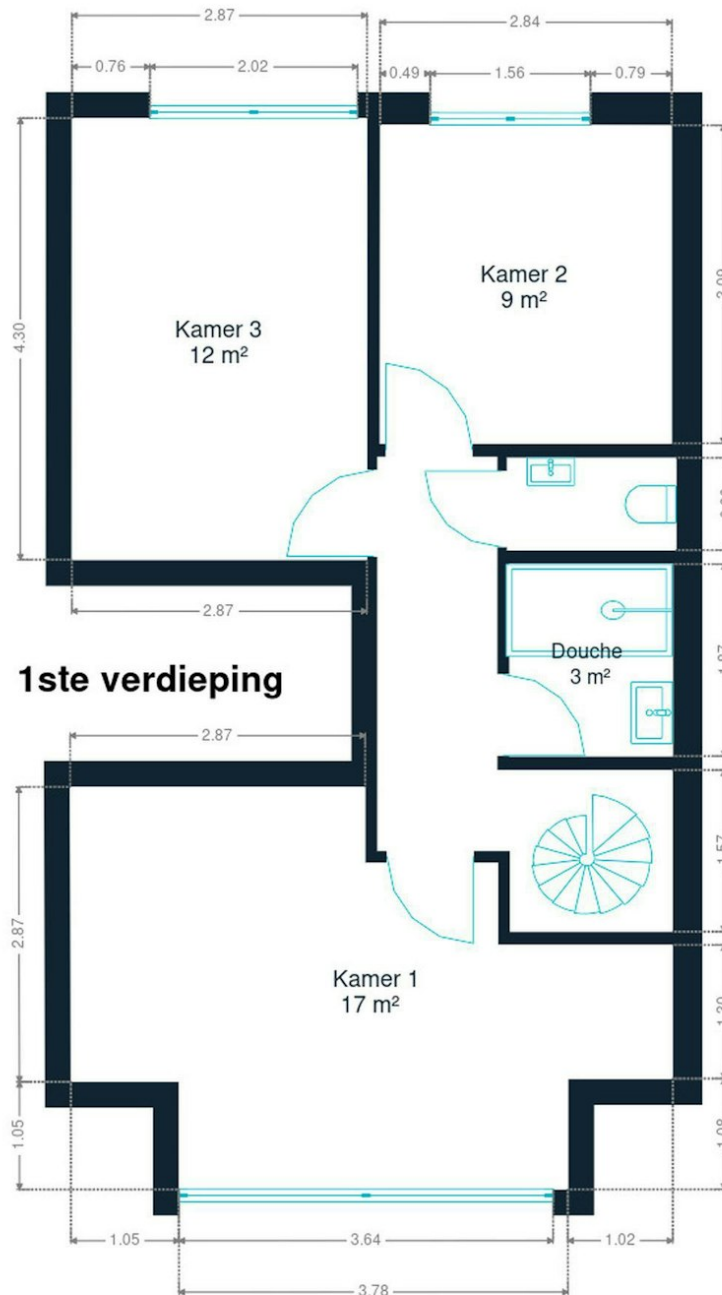 2.87
2.84
0.76
2.02
0.49
1.56
0.79
4.30
Kamer 2
9 m²
Kamer 3
12 m²
2.87
1ste verdieping
Douche
3 m²
2.87
2.87
Kamer 1
17 m²
1.05
1.05
3.64
1.02
3.78